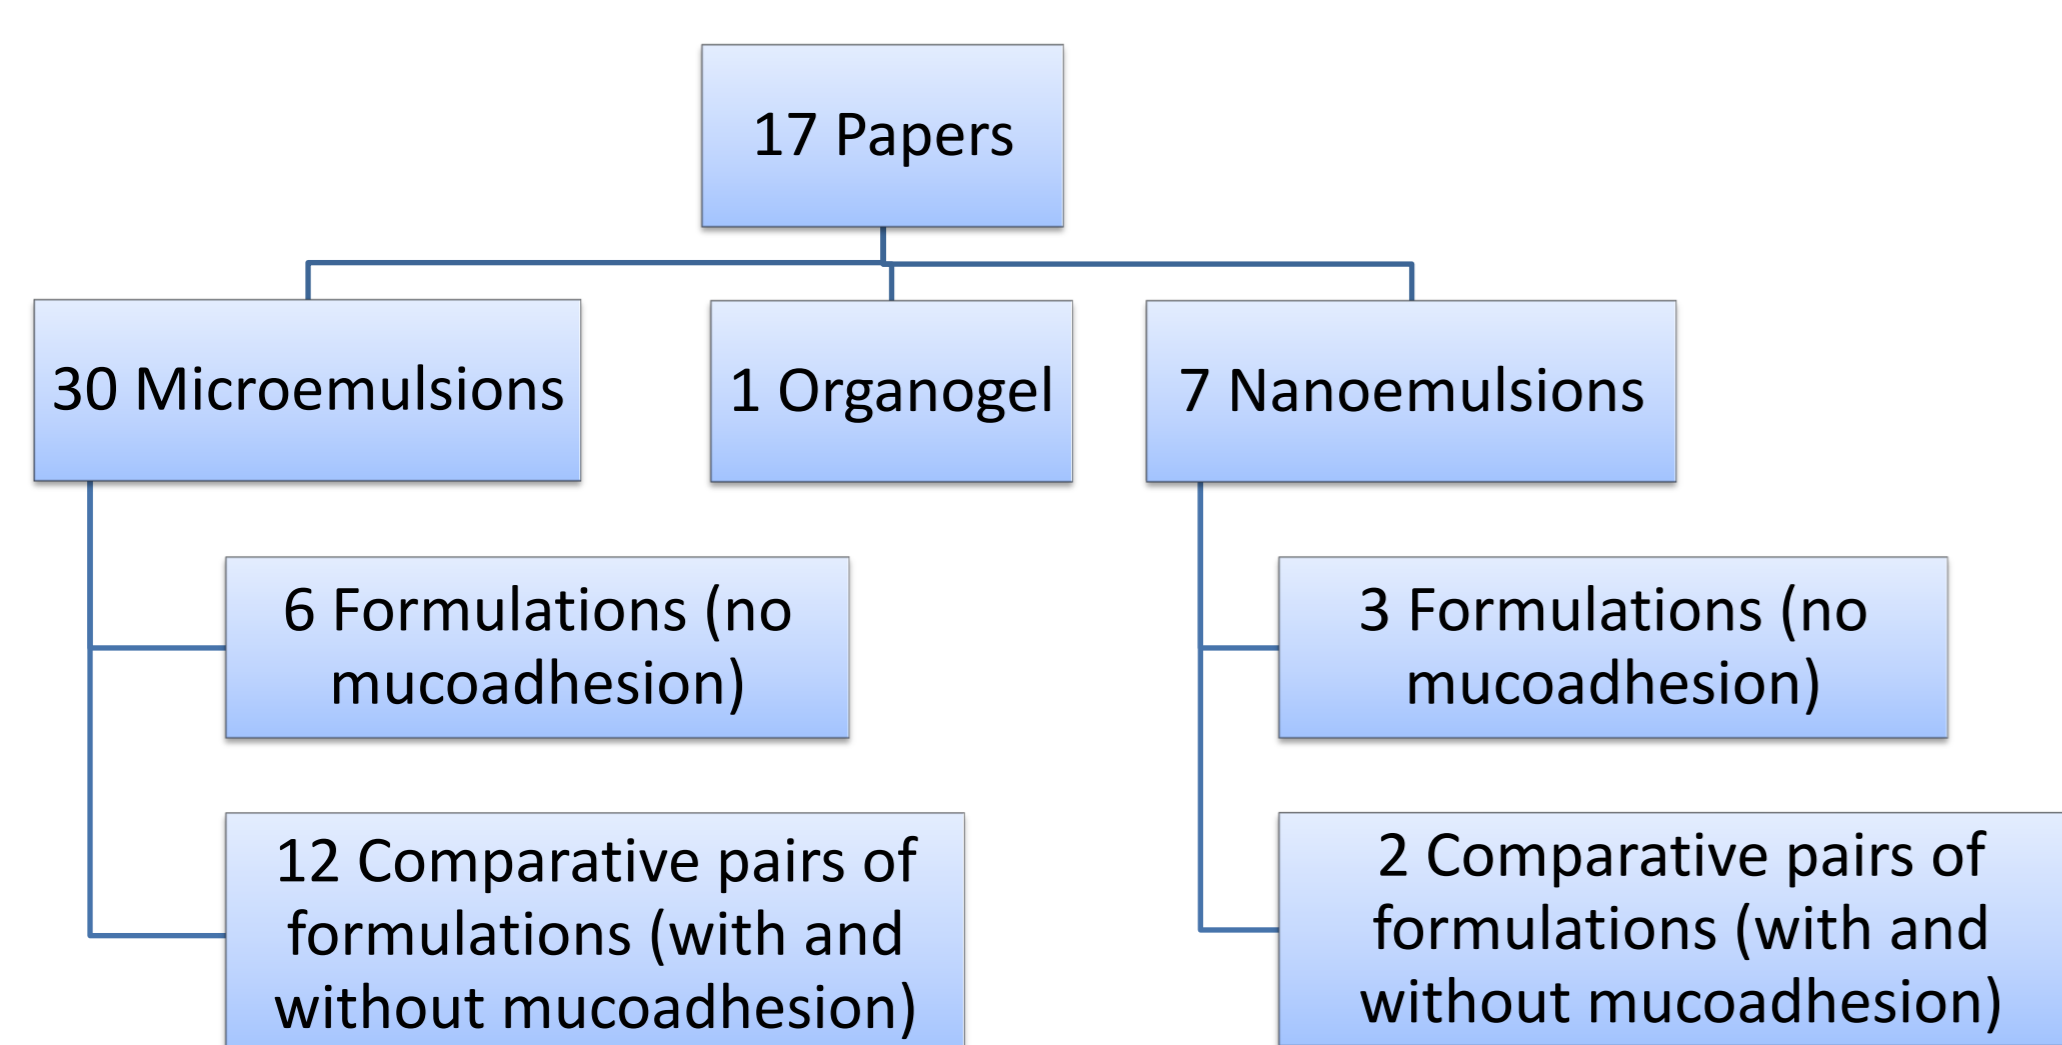 17 Papers
30 Microemulsions
1 Organogel
7 Nanoemulsions
6 Formulations (no
mucoadhesion)
12 Comparative pairs of
formulations (with and
without mucoadhesion)
3 Formulations (no
mucoadhesion)
2 Comparative pairs of
formulations (with and
without mucoadhesion)